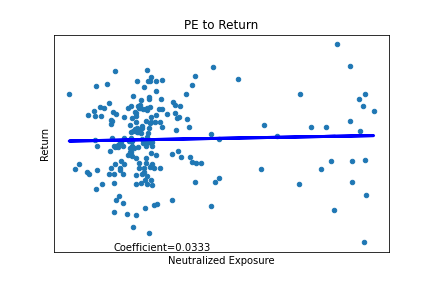 PE to Return
Return
Coefficient=0.0333
Neutralized Exposure